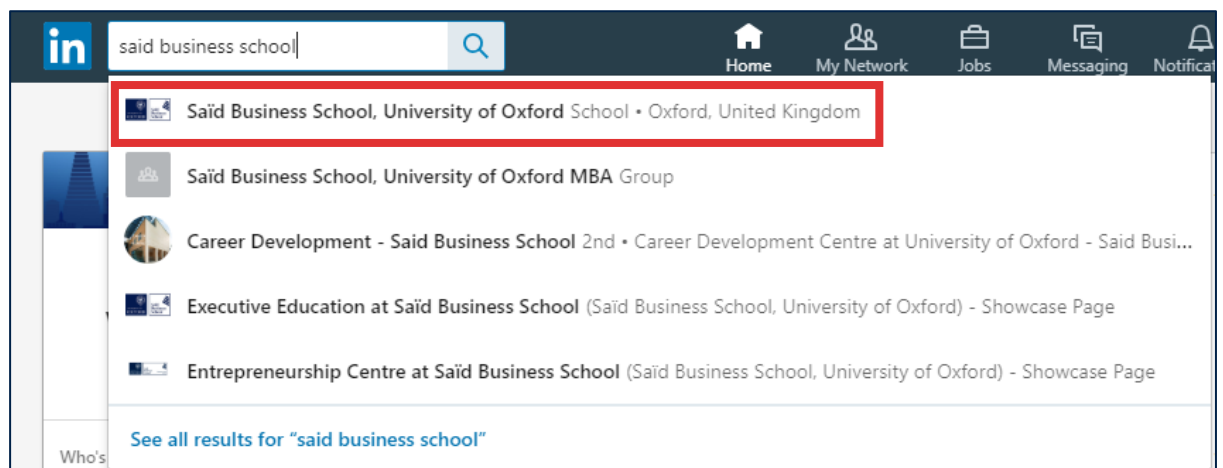 in
said business school
Home
My Network
Jobs
Messaging
Notificat
Saïd Business School, University of Oxford School • Oxford, United Kingdom
Saïd Business School, University of Oxford MBA Group
Career Development - Said Business School 2nd • Career Development Centre at University of Oxford - Said Busi...
Executive Education at Saïd Business School (Saïd Business School, University of Oxford) - Showcase Page
Entrepreneurship Centre at Saïd Business School (Saïd Business School, University of Oxford) - Showcase Page
See all results for “said business school”
Who's